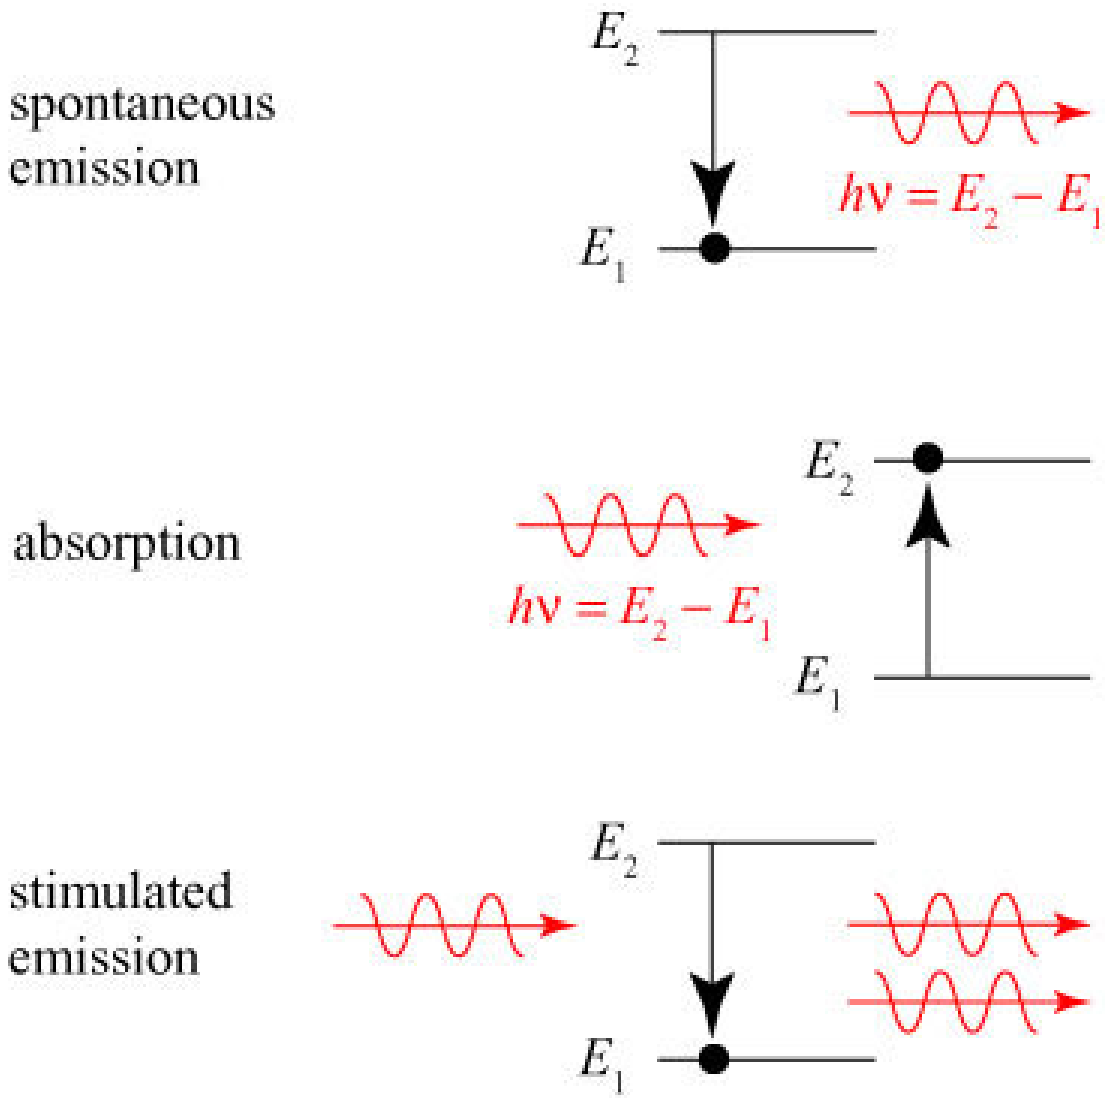 E₂
spontaneous
emission
hν = E₂ − E₁
E₁
E₂
absorption
hν = E₂ − E₁
E₁
E₂
stimulated
emission
E₁